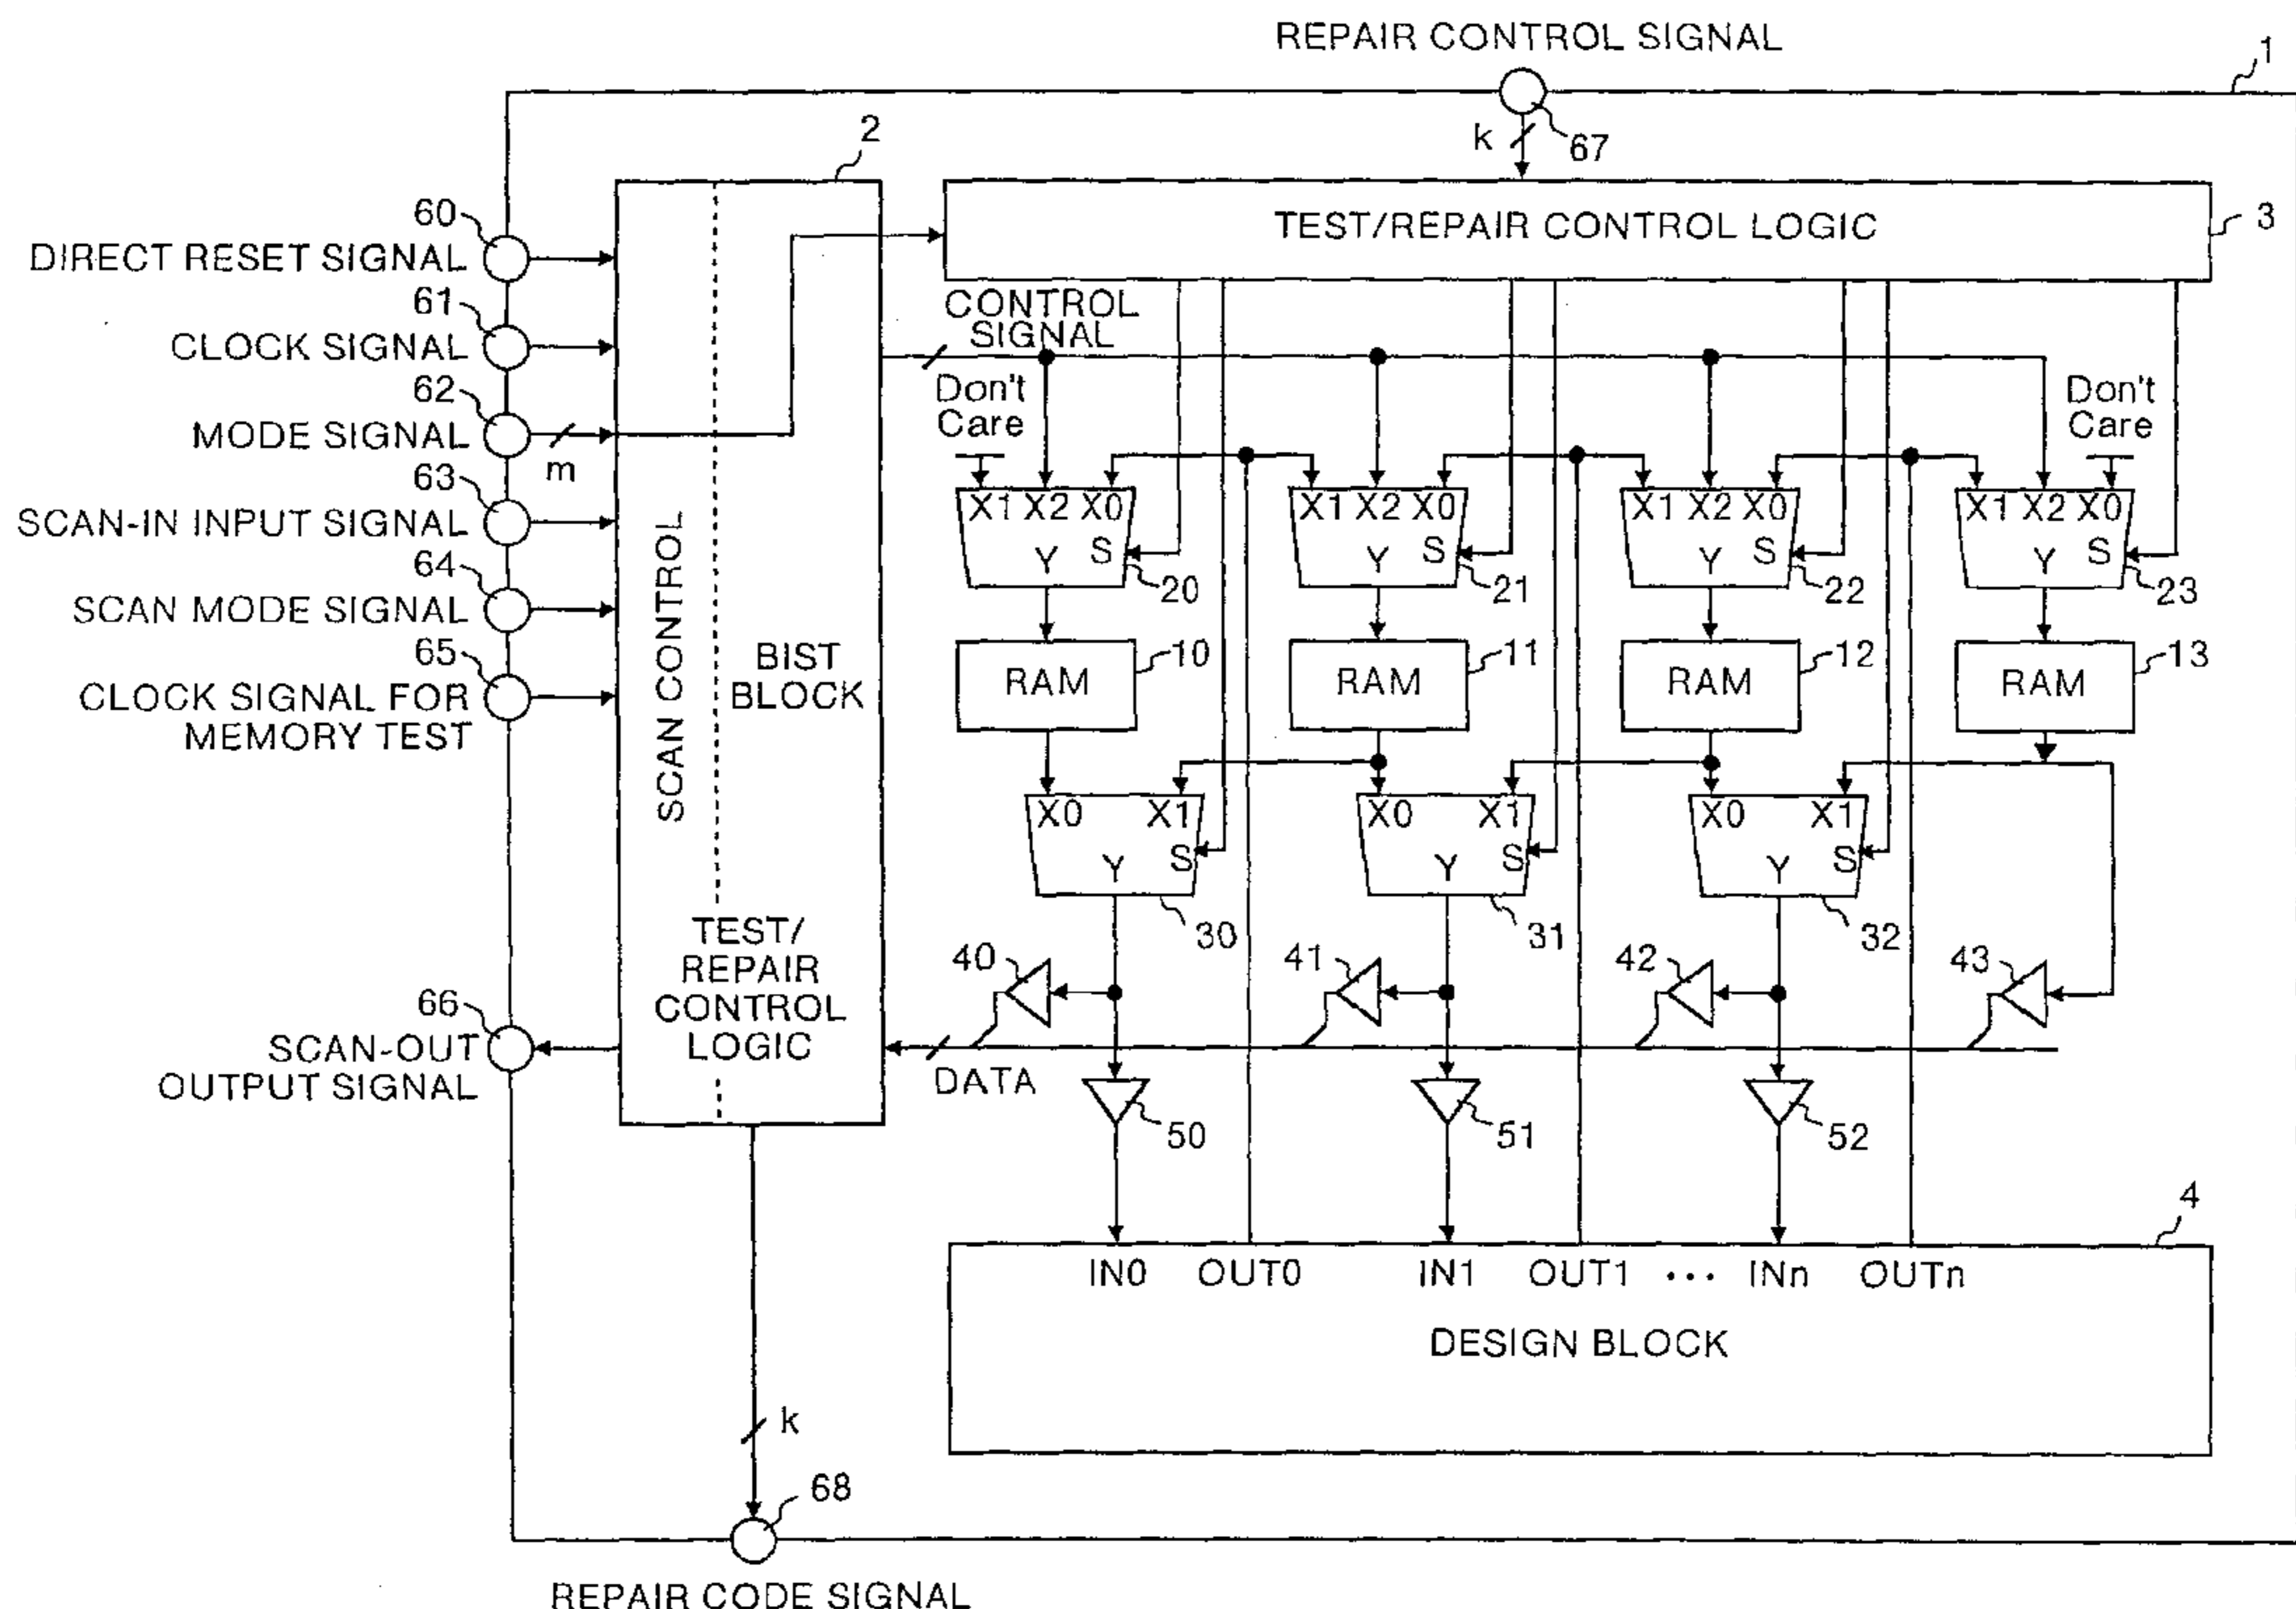 REPAIR CONTROL SIGNAL
1
k
67
2
TEST/REPAIR CONTROL LOGIC
3
60
DIRECT RESET SIGNAL
61
CLOCK SIGNAL
62
MODE SIGNAL
m
63
SCAN-IN INPUT SIGNAL
64
SCAN MODE SIGNAL
65
CLOCK SIGNAL FOR
MEMORY TEST
66
SCAN-OUT
OUTPUT SIGNAL
SCAN CONTROL
BIST
BLOCK
TEST/
REPAIR
CONTROL
LOGIC
CONTROL
SIGNAL
Don't
Care
Don't
Care
X1 X2 X0
Y S
20
X1 X2 X0
Y S
21
X1 X2 X0
Y S
22
X1 X2 X0
Y S
23
RAM
10
RAM
11
RAM
12
RAM
13
X0 X1
Y S
30
X0 X1
Y S
31
X0 X1
Y S
32
40
41
42
43
DATA
50
51
52
4
IN0 OUT0 IN1 OUT1 ... INn OUTn
DESIGN BLOCK
k
68
REPAIR CODE SIGNAL